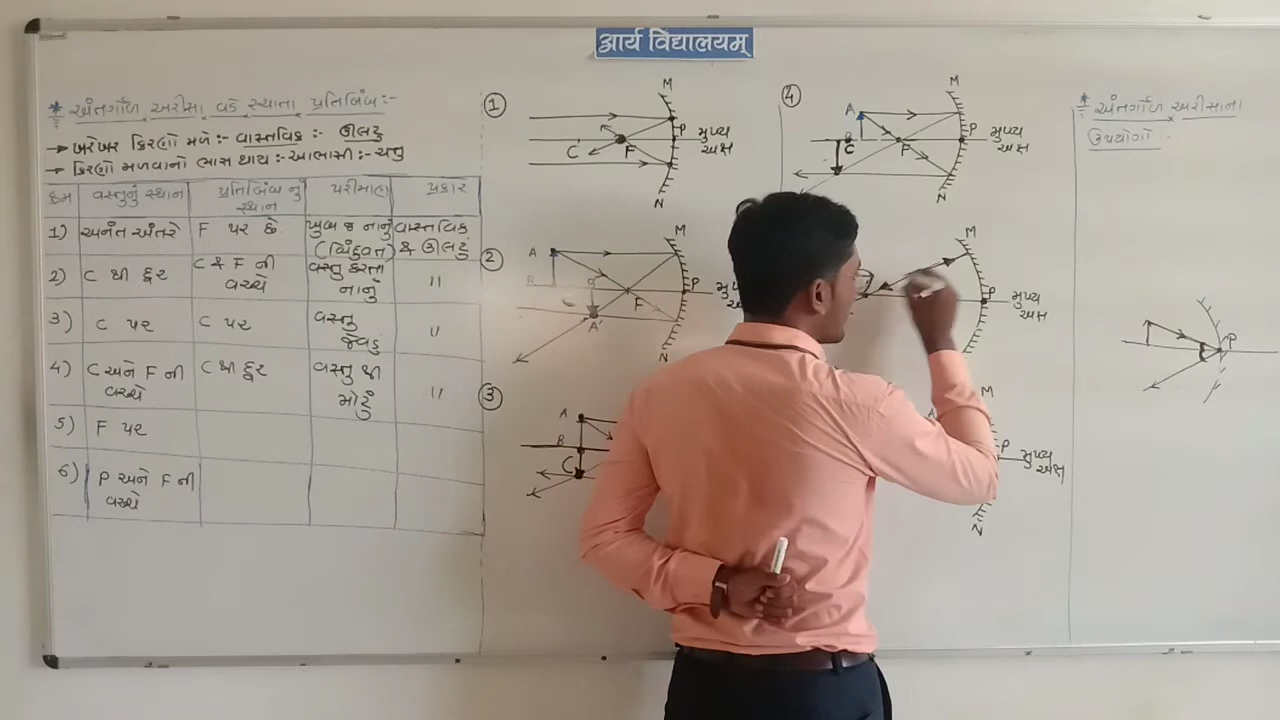 आर्य विद्यालयम्
* અંતર્ગોળ અરીસા વડે રચાતા પ્રતિબિંબ:-
→ ખરેખર કિરણો મળે :- વાસ્તવિક :- ઊલટુ
→ કિરણો મળવાનો ભાસ થાય :- આભાસી :- ચત્તુ
ક્રમ વસ્તુનું સ્થાન પ્રતિબિંબ નું સ્થાન પરીમાણ પ્રકાર
1) અનંત અંતરે F પર છે. ખુબ જ નાનું (બિંદુવત) વાસ્તવિક & ઊલટું
2) C થી દૂર C & F ની વચ્ચે વસ્તુ કરતા નાનું "
3) C પર C પર વસ્તુ જેવડુ "
4) C અને F ની વચ્ચે C થી દૂર વસ્તુ થી મોટું "
5) F પર
6) P અને F ની વચ્ચે
① M C F P મુખ્ય અક્ષ N
② M A B B' C F P A' N
③ A B C
④ M A B C F P મુખ્ય અક્ષ N
M P મુખ્ય અક્ષ
M A P મુખ્ય અક્ષ N
* અંતર્ગોળ અરીસાના
ઉપયોગો :-
P